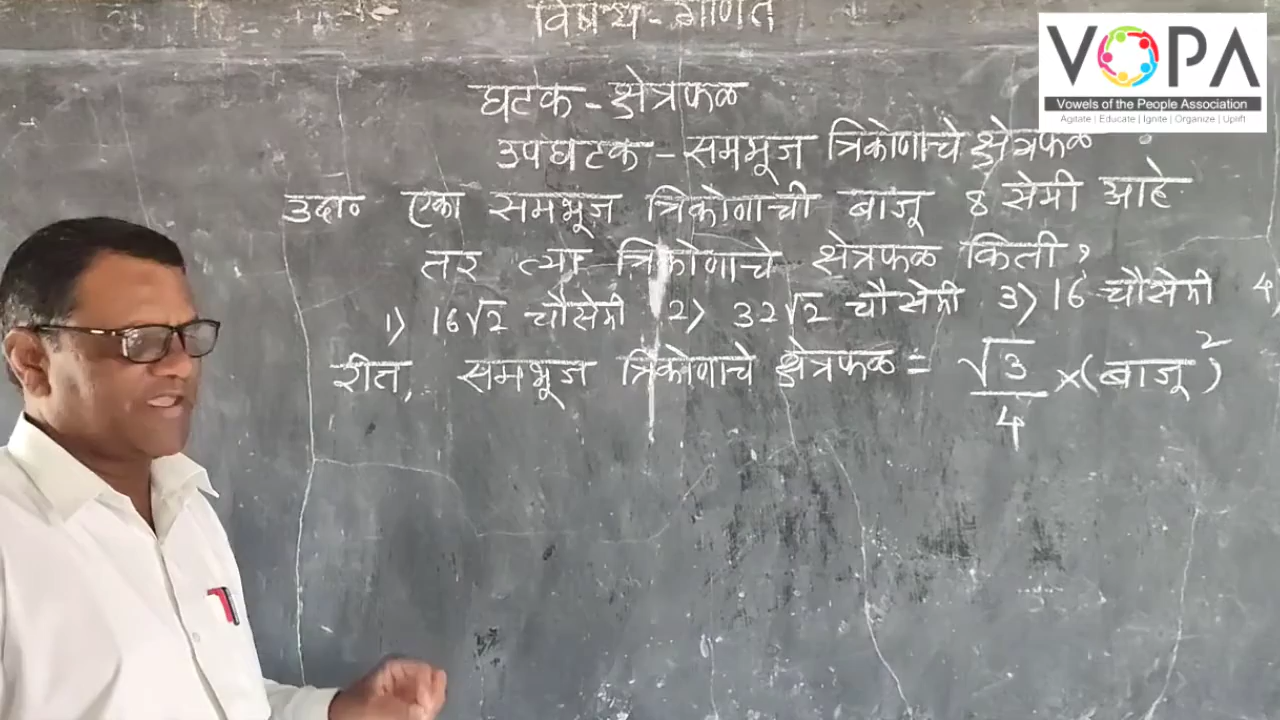 विषय - गणित
घटक - क्षेत्रफळ
उपघटक - समभूज त्रिकोणाचे क्षेत्रफळ
उदा० एका समभूज त्रिकोणाची बाजू 8 सेमी आहे
तर त्या त्रिकोणाचे क्षेत्रफळ किती ?
1) 16√2 चौसेमी 2) 32√2 चौसेमी 3) 16 चौसेमी 4)
रीत, समभूज त्रिकोणाचे क्षेत्रफळ = √3/4 ×(बाजू)²
VOPA
Vowels of the People Association
Agitate | Educate | Ignite | Organize | Uplift